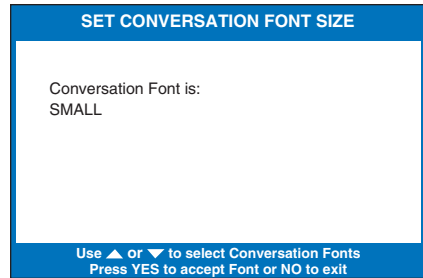 SET CONVERSATION FONT SIZE
Conversation Font is:
SMALL
Use ▲ or ▼ to select Conversation Fonts
Press YES to accept Font or NO to exit